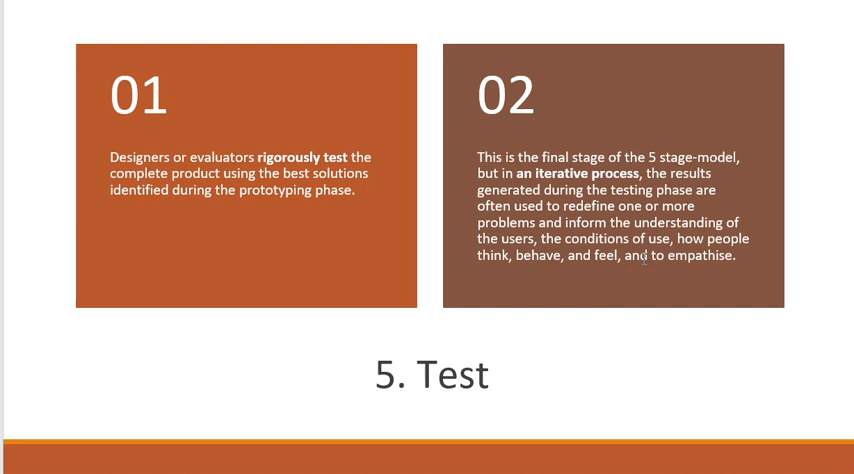 01
Designers or evaluators rigorously test the
complete product using the best solutions
identified during the prototyping phase.
02
This is the final stage of the 5 stage-model,
but in an iterative process, the results
generated during the testing phase are
often used to redefine one or more
problems and inform the understanding of
the users, the conditions of use, how people
think, behave, and feel, and to empathise.
5. Test